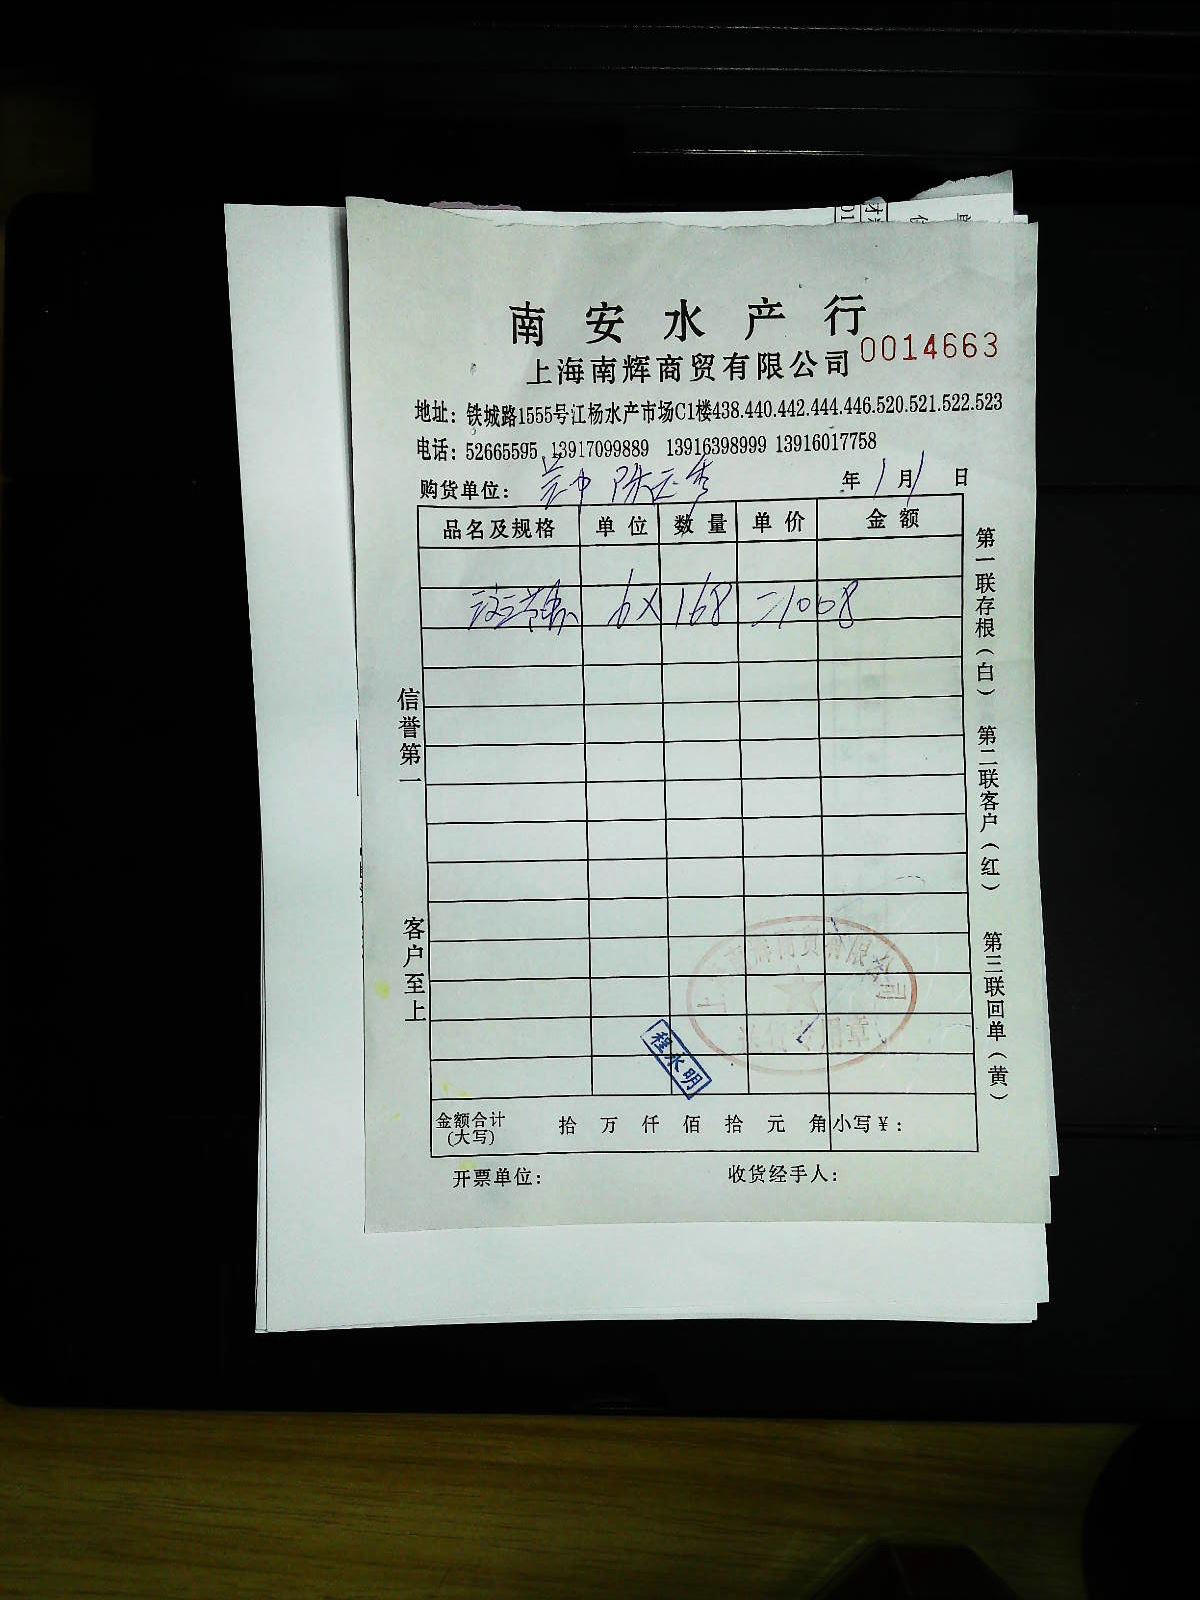 南安水产行
上海南辉商贸有限公司 0014663
地址：铁城路1555号江杨水产市场C1楼438.440.442.444.446.520.521.522.523
电话：52665595 13917099889 13916398999 13916017758
购货单位： 年 1 月 1 日
品名及规格 单位 数量 单价 金额
6×168=1068
金额合计(大写) 拾 万 仟 佰 拾 元 角 小写￥：
开票单位： 收货经手人：
信誉第一 客户至上
第一联存根（白） 第二联客户（红） 第三联回单（黄）
程永明